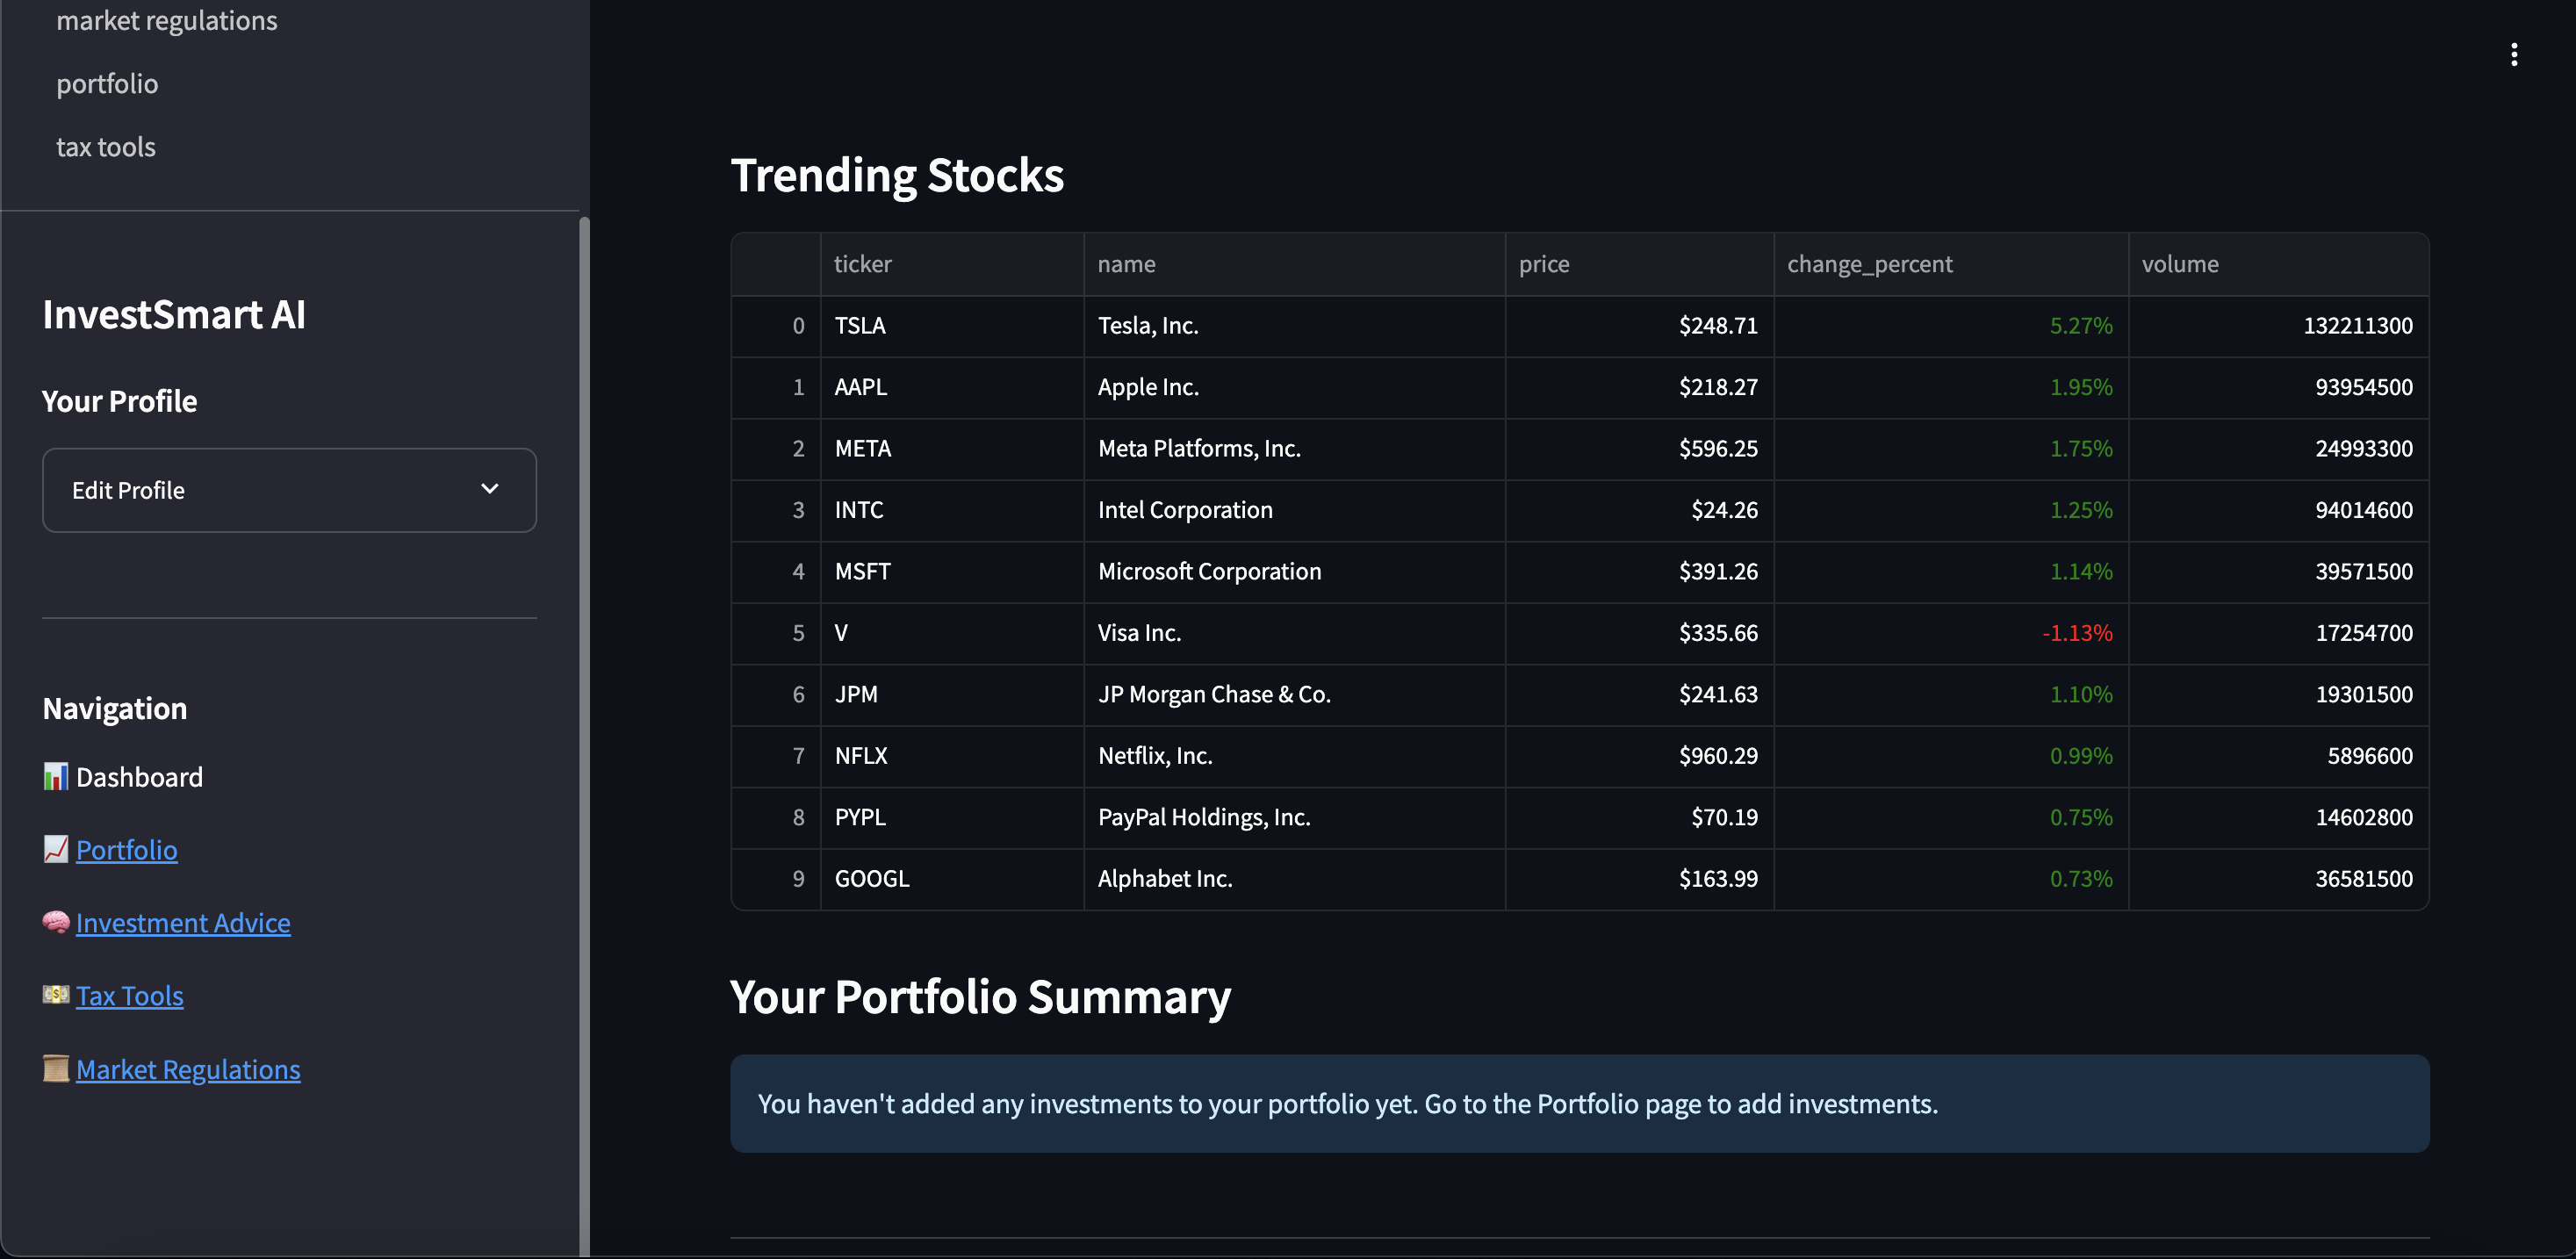 market regulations
portfolio
tax tools
InvestSmart AI
Your Profile
Edit Profile
Navigation
📊 Dashboard
📈 Portfolio
🧠 Investment Advice
💵 Tax Tools
📜 Market Regulations
Trending Stocks
ticker name price change_percent volume
0 TSLA Tesla, Inc. $248.71 5.27% 132211300
1 AAPL Apple Inc. $218.27 1.95% 93954500
2 META Meta Platforms, Inc. $596.25 1.75% 24993300
3 INTC Intel Corporation $24.26 1.25% 94014600
4 MSFT Microsoft Corporation $391.26 1.14% 39571500
5 V Visa Inc. $335.66 -1.13% 17254700
6 JPM JP Morgan Chase & Co. $241.63 1.10% 19301500
7 NFLX Netflix, Inc. $960.29 0.99% 5896600
8 PYPL PayPal Holdings, Inc. $70.19 0.75% 14602800
9 GOOGL Alphabet Inc. $163.99 0.73% 36581500
Your Portfolio Summary
You haven't added any investments to your portfolio yet. Go to the Portfolio page to add investments.